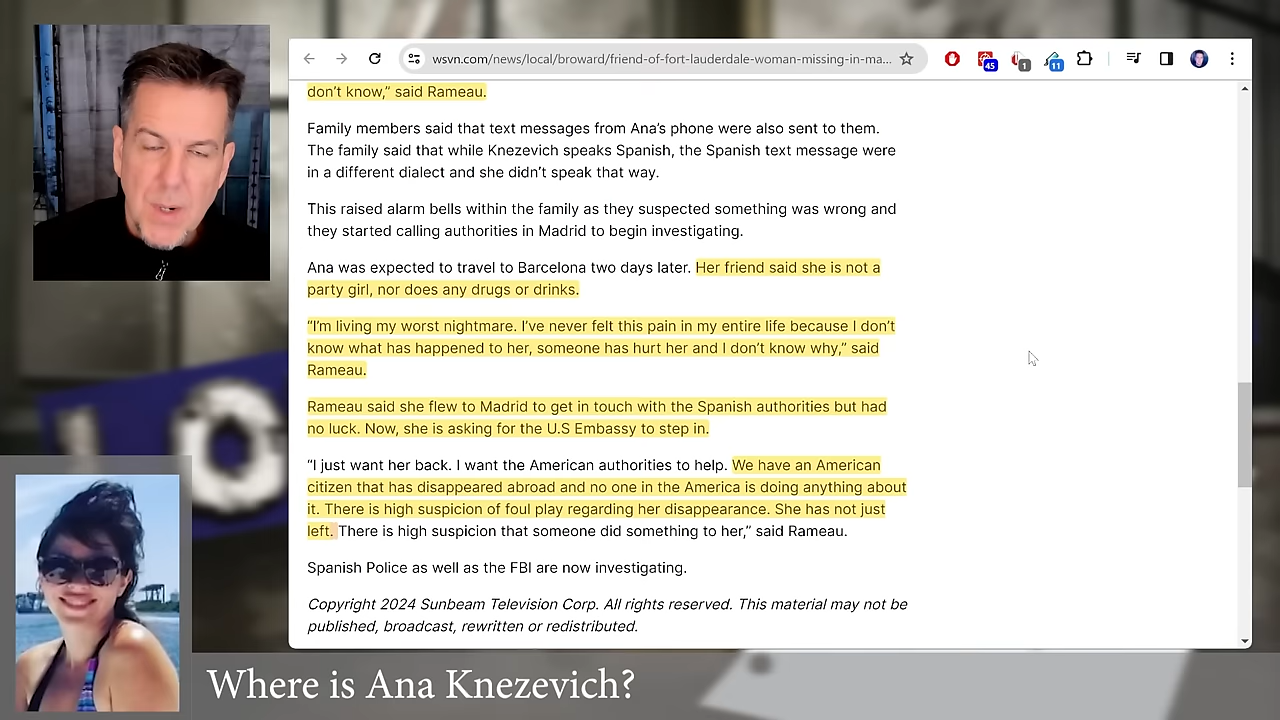 wsvn.com/news/local/broward/friend-of-fort-lauderdale-woman-missing-in-ma...
45
1
11
don't know,” said Rameau.
Family members said that text messages from Ana's phone were also sent to them.
The family said that while Knezevich speaks Spanish, the Spanish text message were
in a different dialect and she didn't speak that way.
This raised alarm bells within the family as they suspected something was wrong and
they started calling authorities in Madrid to begin investigating.
Ana was expected to travel to Barcelona two days later. Her friend said she is not a
party girl, nor does any drugs or drinks.
“I'm living my worst nightmare. I've never felt this pain in my entire life because I don't
know what has happened to her, someone has hurt her and I don't know why,” said
Rameau.
Rameau said she flew to Madrid to get in touch with the Spanish authorities but had
no luck. Now, she is asking for the U.S Embassy to step in.
“I just want her back. I want the American authorities to help. We have an American
citizen that has disappeared abroad and no one in the America is doing anything about
it. There is high suspicion of foul play regarding her disappearance. She has not just
left. There is high suspicion that someone did something to her,” said Rameau.
Spanish Police as well as the FBI are now investigating.
Copyright 2024 Sunbeam Television Corp. All rights reserved. This material may not be
published, broadcast, rewritten or redistributed.
Where is Ana Knezevich?